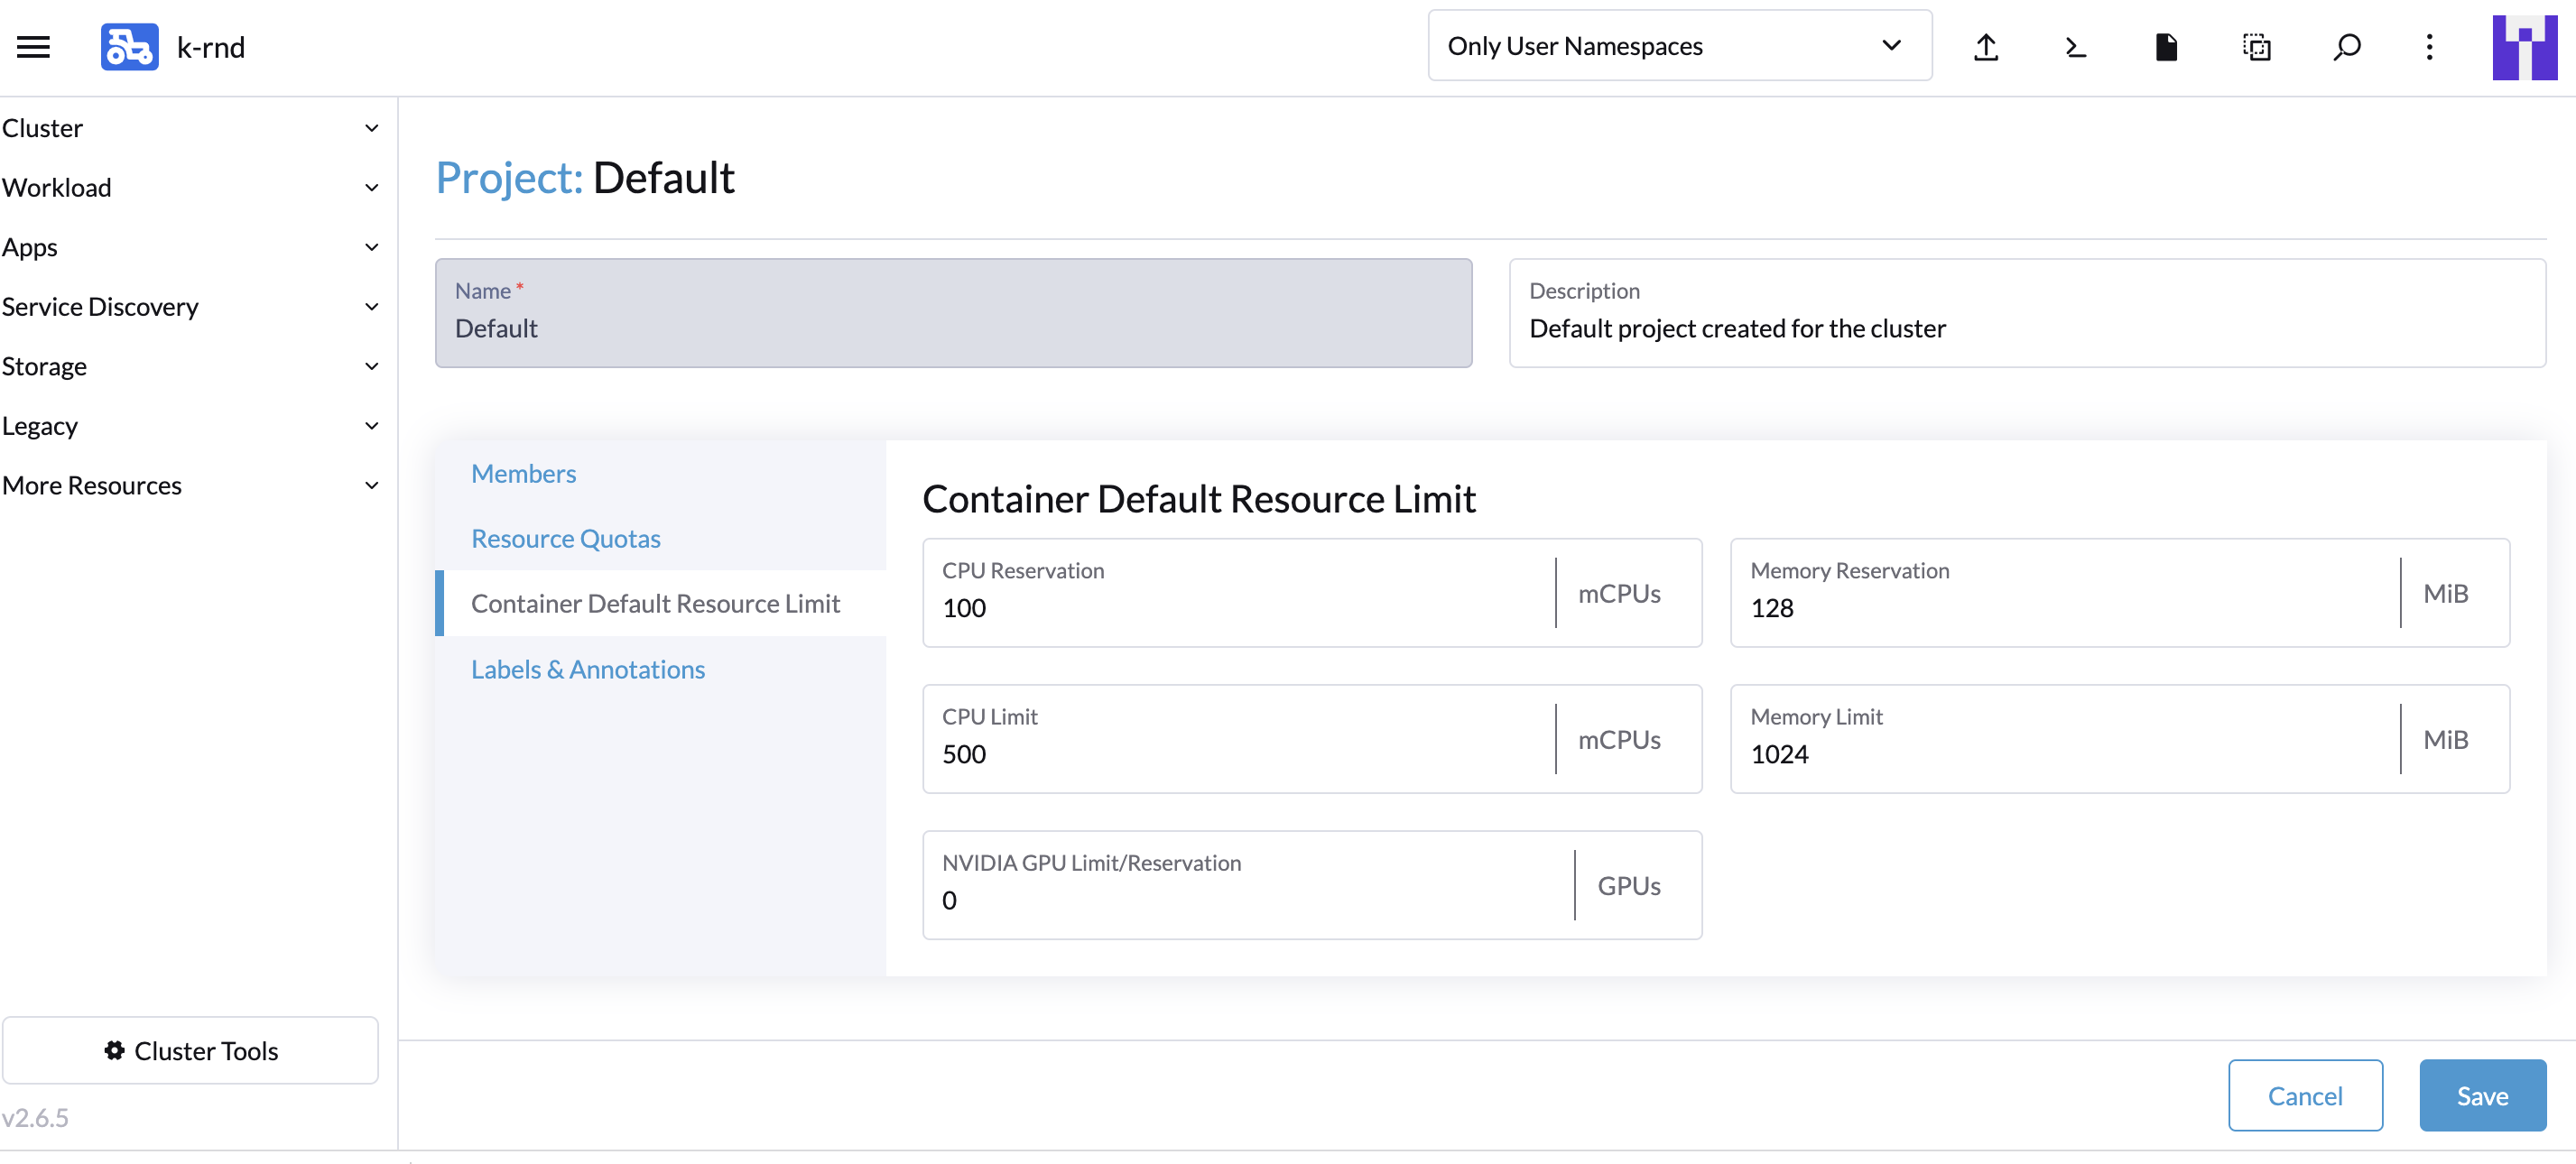 k-rnd
Only User Namespaces
Cluster
Workload
Apps
Service Discovery
Storage
Legacy
More Resources
Cluster Tools
v2.6.5
Project: Default
Name *
Default
Description
Default project created for the cluster
Members
Resource Quotas
Container Default Resource Limit
Labels & Annotations
Container Default Resource Limit
CPU Reservation
100 mCPUs
Memory Reservation
128 MiB
CPU Limit
500 mCPUs
Memory Limit
1024 MiB
NVIDIA GPU Limit/Reservation
0 GPUs
Cancel
Save